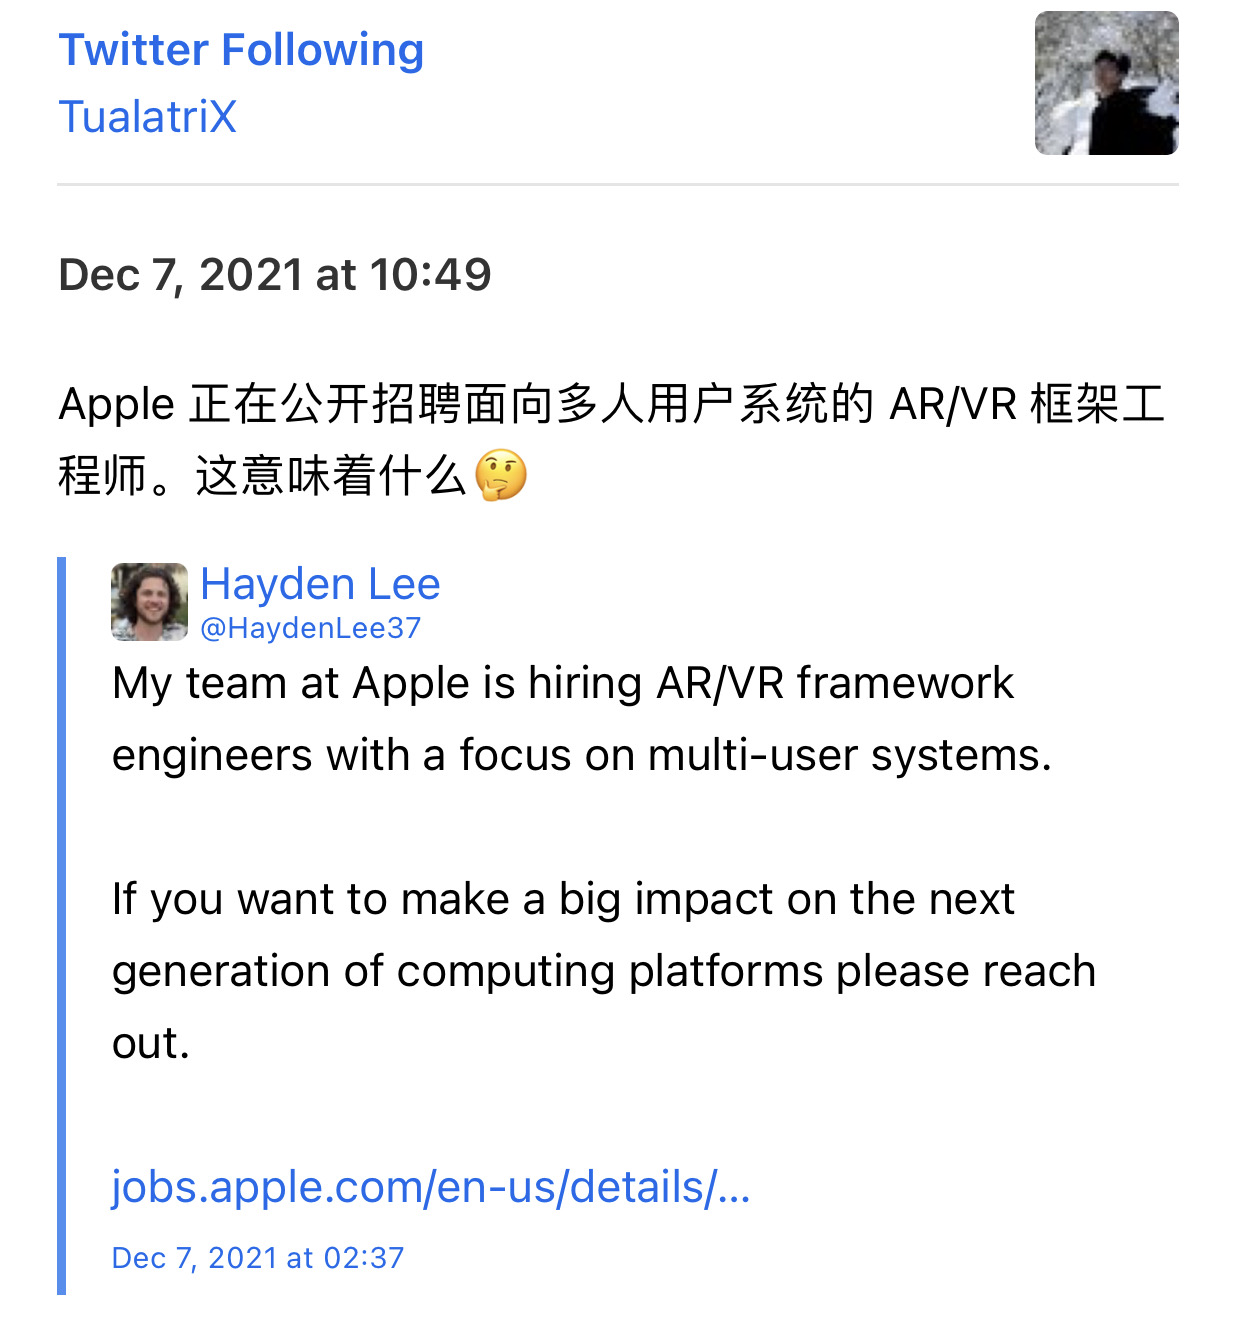 Twitter Following
TualatriX
Dec 7, 2021 at 10:49
Apple 正在公开招聘面向多人用户系统的 AR/VR 框架工
程师。这意味着什么🤔
Hayden Lee
@HaydenLee37
My team at Apple is hiring AR/VR framework
engineers with a focus on multi-user systems.
If you want to make a big impact on the next
generation of computing platforms please reach
out.
jobs.apple.com/en-us/details/…
Dec 7, 2021 at 02:37